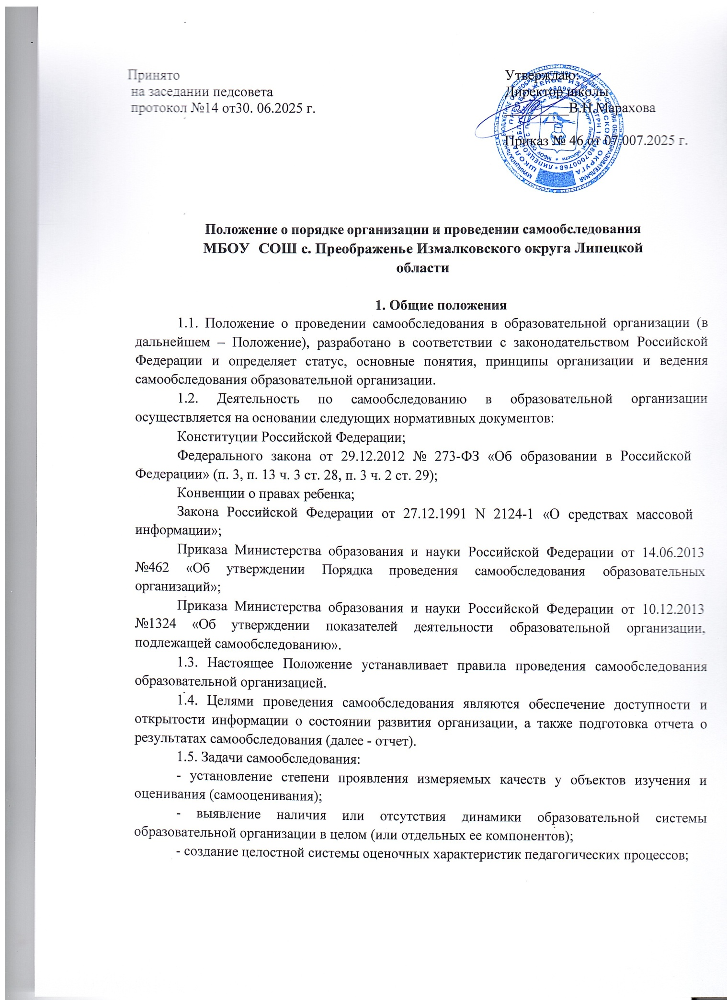 Принято
на заседании педсовета
протокол №14 от30. 06.2025 г.
Утверждаю:
Директор школы
В.Н.Марахова
Приказ № 46 от 007.2025 г.
Положение о порядке организации и проведении самообследования
МБОУ СОШ с. Преображенье Измалковского округа Липецкой
области
1. Общие положения
1.1. Положение о проведении самообследования в образовательной организации (в
дальнейшем – Положение), разработано в соответствии с законодательством Российской
Федерации и определяет статус, основные понятия, принципы организации и ведения
самообследования образовательной организации.
1.2. Деятельность по самообследованию в образовательной организации
осуществляется на основании следующих нормативных документов:
Конституции Российской Федерации;
Федерального закона от 29.12.2012 № 273-ФЗ «Об образовании в Российской
Федерации» (п. 3, п. 13 ч. 3 ст. 28, п. 3 ч. 2 ст. 29);
Конвенции о правах ребенка;
Закона Российской Федерации от 27.12.1991 N 2124-1 «О средствах массовой
информации»;
Приказа Министерства образования и науки Российской Федерации от 14.06.2013
№462 «Об утверждении Порядка проведения самообследования образовательных
организаций»;
Приказа Министерства образования и науки Российской Федерации от 10.12.2013
№1324 «Об утверждении показателей деятельности образовательной организации,
подлежащей самообследованию».
1.3. Настоящее Положение устанавливает правила проведения самообследования
образовательной организацией.
1.4. Целями проведения самообследования являются обеспечение доступности и
открытости информации о состоянии развития организации, а также подготовка отчета о
результатах самообследования (далее - отчет).
1.5. Задачи самообследования:
- установление степени проявления измеряемых качеств у объектов изучения и
оценивания (самооценивания);
- выявление наличия или отсутствия динамики образовательной системы
образовательной организации в целом (или отдельных ее компонентов);
- создание целостной системы оценочных характеристик педагогических процессов;